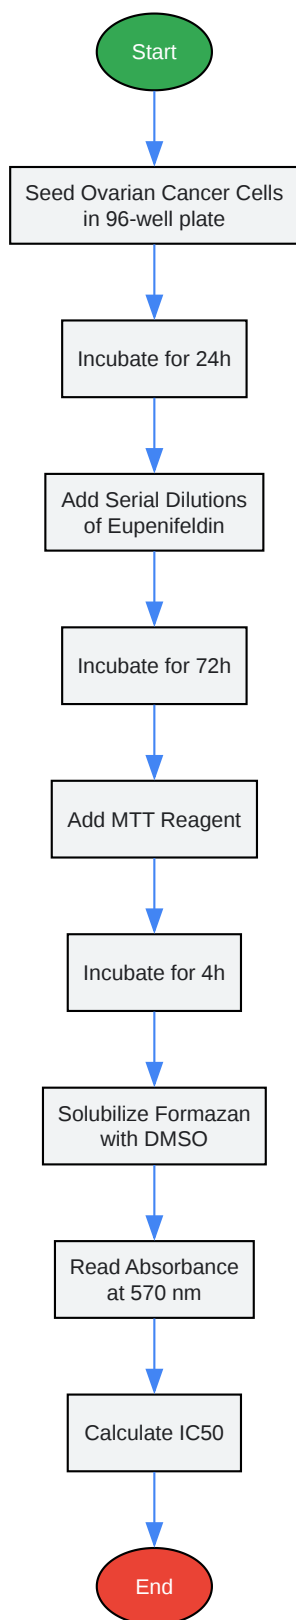 Start
Seed Ovarian Cancer Cells
in 96-well plate
Incubate for 24h
Add Serial Dilutions
of Eupenifeldin
Incubate for 72h
Add MTT Reagent
Incubate for 4h
Solubilize Formazan
with DMSO
Read Absorbance
at 570 nm
Calculate IC50
End